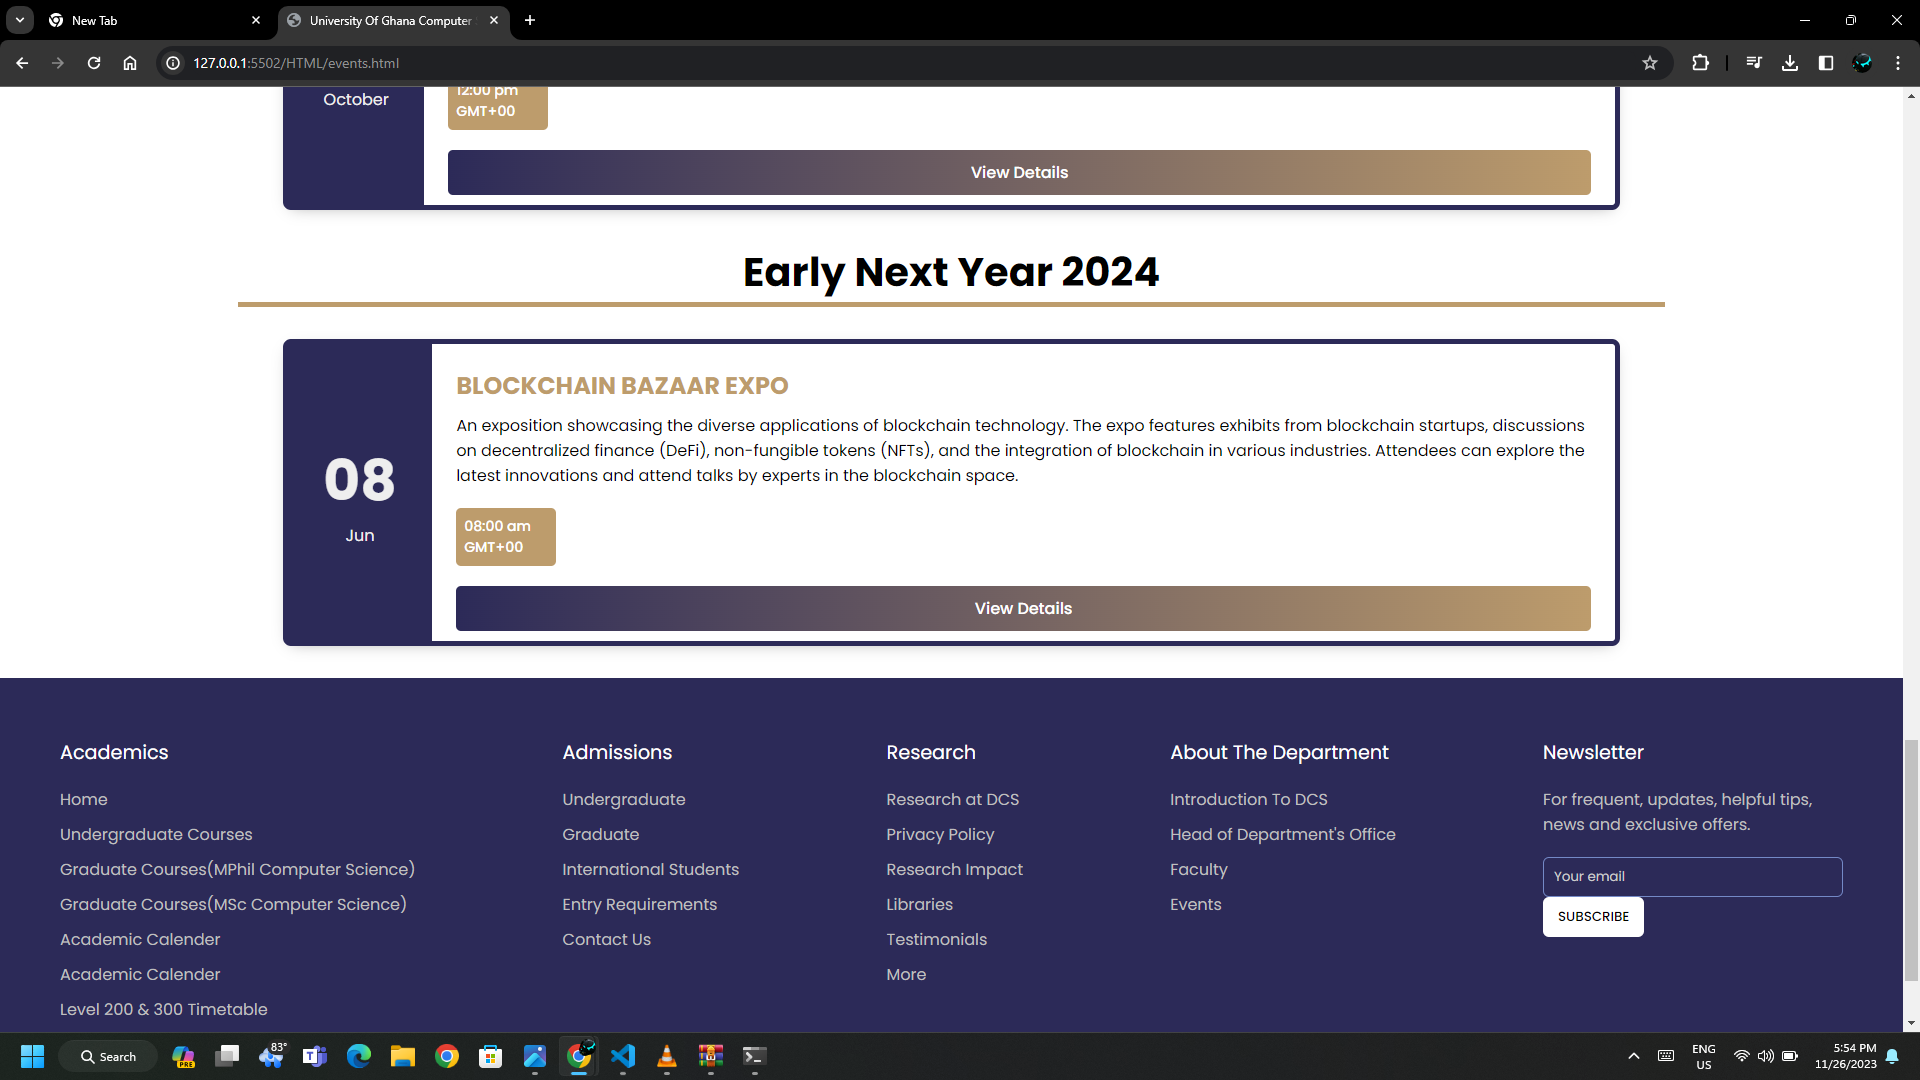 New Tab
University Of Ghana Computer
127.0.0.1:5502/HTML/events.html
October
12:00 pm
GMT+00
View Details
Early Next Year 2024
08
Jun
BLOCKCHAIN BAZAAR EXPO
An exposition showcasing the diverse applications of blockchain technology. The expo features exhibits from blockchain startups, discussions
on decentralized finance (DeFi), non-fungible tokens (NFTs), and the integration of blockchain in various industries. Attendees can explore the
latest innovations and attend talks by experts in the blockchain space.
08:00 am
GMT+00
View Details
Academics
Home
Undergraduate Courses
Graduate Courses(MPhil Computer Science)
Graduate Courses(MSc Computer Science)
Academic Calender
Academic Calender
Level 200 & 300 Timetable
Admissions
Undergraduate
Graduate
International Students
Entry Requirements
Contact Us
Research
Research at DCS
Privacy Policy
Research Impact
Libraries
Testimonials
More
About The Department
Introduction To DCS
Head of Department's Office
Faculty
Events
Newsletter
For frequent, updates, helpful tips,
news and exclusive offers.
Your email
SUBSCRIBE
Search
PRE
83°
ENG
US
5:54 PM
11/26/2023